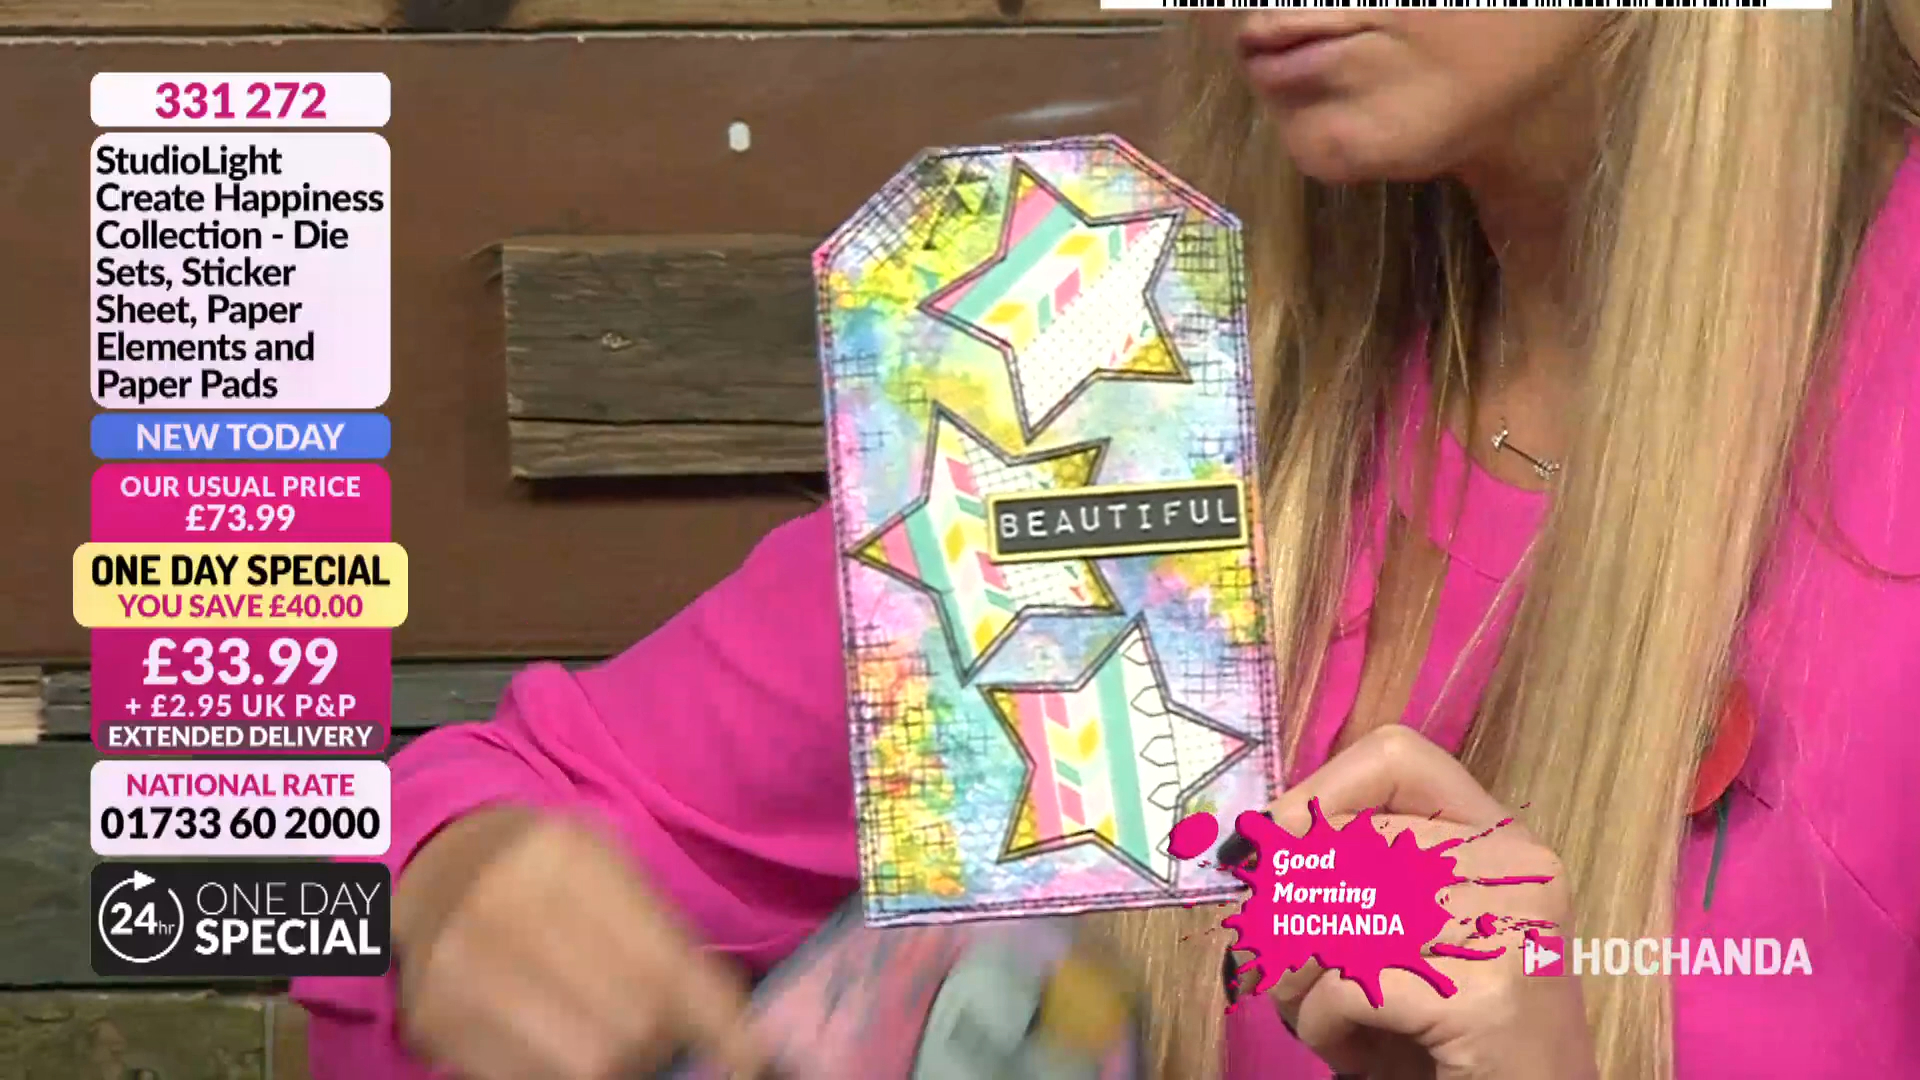 331 272
StudioLight
Create Happiness
Collection - Die
Sets, Sticker
Sheet, Paper
Elements and
Paper Pads
NEW TODAY
OUR USUAL PRICE
£73.99
ONE DAY SPECIAL
YOU SAVE £40.00
£33.99
+ £2.95 UK P&P
EXTENDED DELIVERY
NATIONAL RATE
01733 60 2000
24hr
ONE DAY
SPECIAL
BEAUTIFUL
Good
Morning
HOCHANDA
HOCHANDA